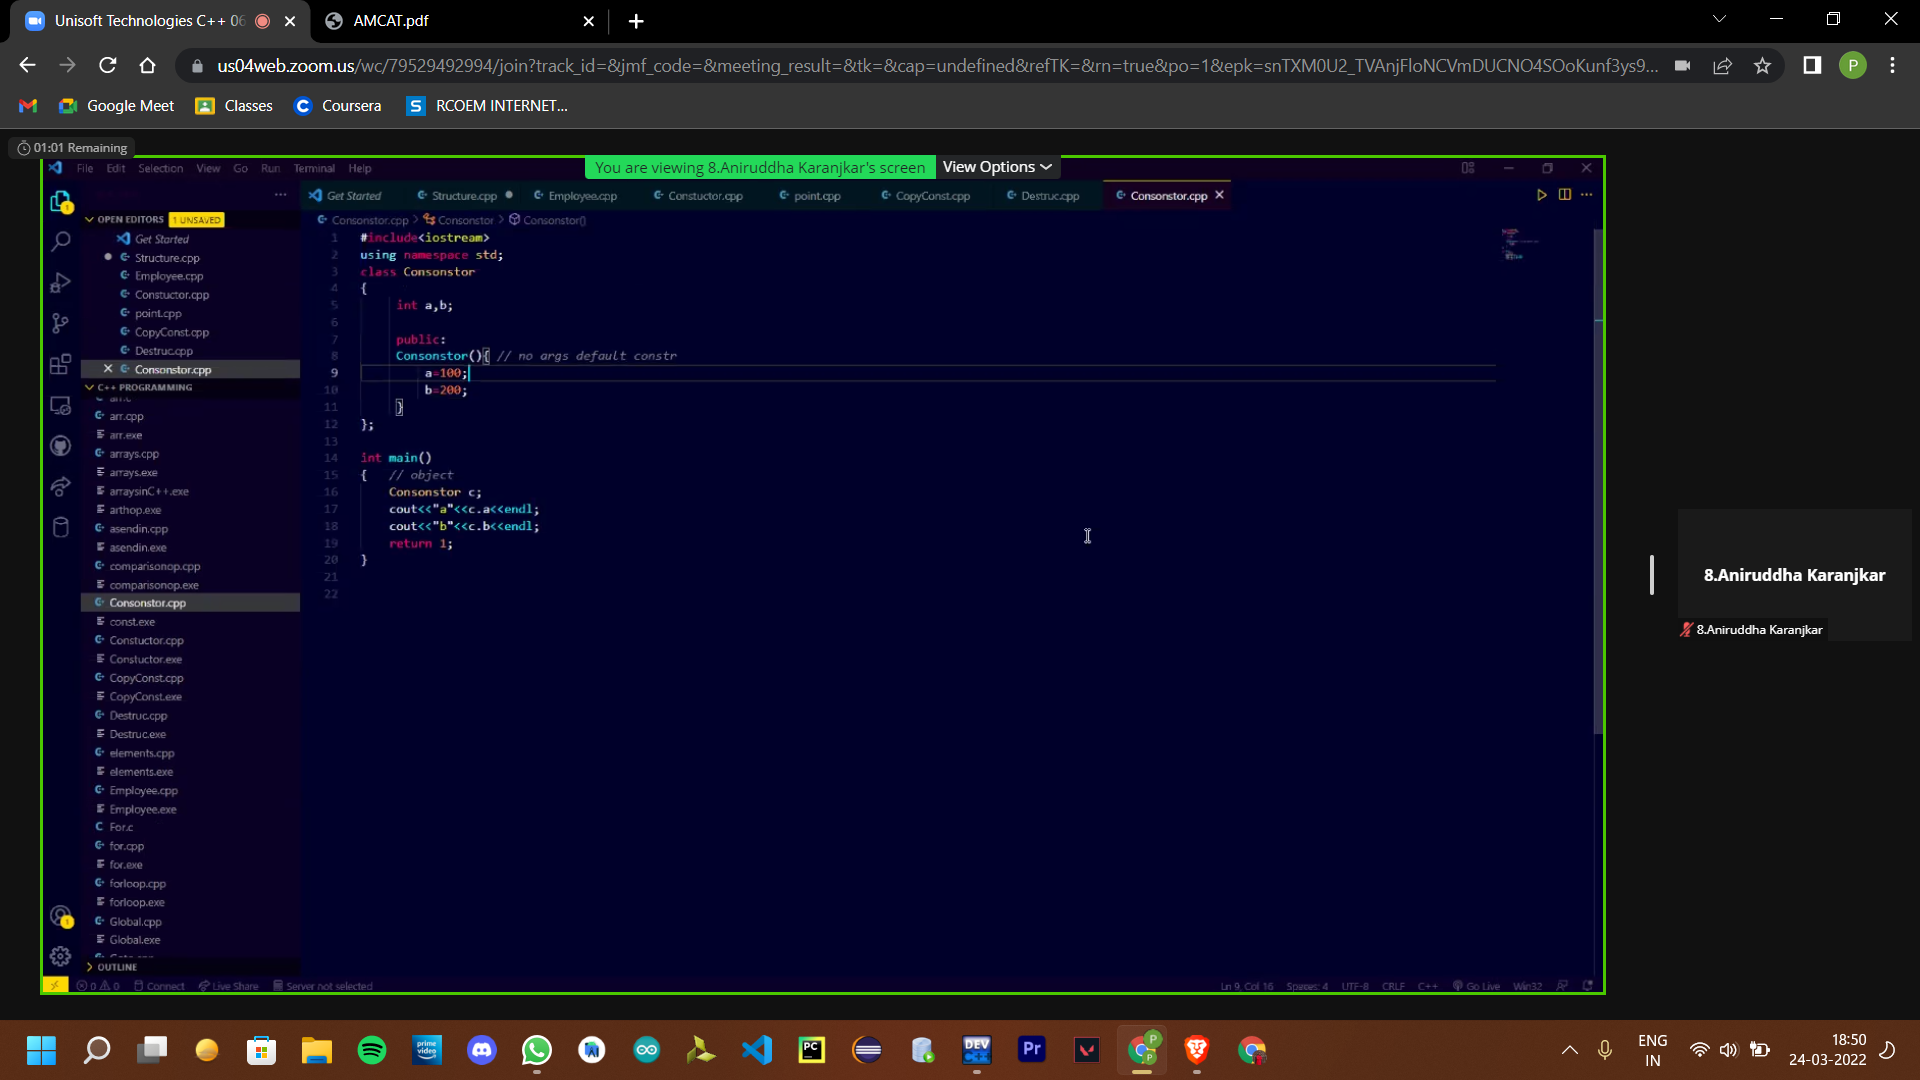 Unisoft Technologies C++ 06
AMCAT.pdf
us04web.zoom.us/wc/79529492994/join?track_id=&jmf_code=&meeting_result=&tk=&cap=undefined&refTK=&rn=true&po=1&epk=snTXM0U2_TVAnjFloNCVmDUCNO4SOoKunf3ys9...
P
Google Meet
Classes
Coursera
RCOEM INTERNET...
01:01 Remaining
File Edit Selection View Go Run Terminal Help
You are viewing 8.Aniruddha Karanjkar's screen
View Options
Get Started
Structure.cpp
Employee.cpp
Constuctor.cpp
point.cpp
CopyConst.cpp
Destruc.cpp
Consonstor.cpp
OPEN EDITORS 1 UNSAVED
Get Started
Structure.cpp
Employee.cpp
Constuctor.cpp
point.cpp
CopyConst.cpp
Destruc.cpp
Consonstor.cpp
C++ PROGRAMMING
arr.c
arr.cpp
arr.exe
arrays.cpp
arrays.exe
arraysinC++.exe
arthop.exe
asendin.cpp
asendin.exe
comparisonop.cpp
comparisonop.exe
Consonstor.cpp
const.exe
Constuctor.cpp
Constuctor.exe
CopyConst.cpp
CopyConst.exe
Destruc.cpp
Destruc.exe
elements.cpp
elements.exe
Employee.cpp
Employee.exe
For.c
for.cpp
for.exe
forloop.cpp
forloop.exe
Global.cpp
Global.exe
OUTLINE
Consonstor.cpp > Consonstor > Consonstor()
1 #include<iostream>
2 using namespace std;
3 class Consonstor
4 {
5 int a,b;
6
7 public:
8 Consonstor(){ // no args default constr
9 a=100;
10 b=200;
11 }
12 };
13
14 int main()
15 { // object
16 Consonstor c;
17 cout<<"a"<<c.a<<endl;
18 cout<<"b"<<c.b<<endl;
19 return 1;
20 }
21
22
8.Aniruddha Karanjkar
8.Aniruddha Karanjkar
0 0 Connect Live Share Server not selected
Ln 9, Col 16 Spaces: 4 UTF-8 CRLF C++ Go Live Win32
prime video
PC
DEV
Pr
P
P
ENG
IN
18:50
24-03-2022